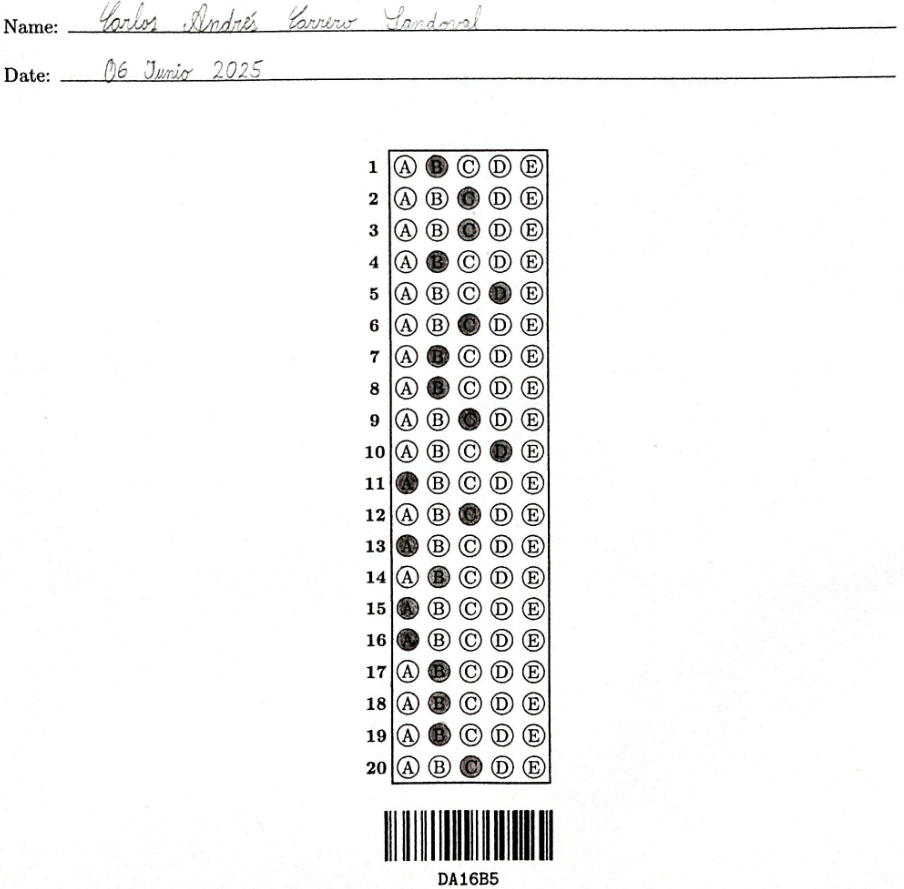 Name: Carlos Andrés Carrero Sandoval
Date: 06 Junio 2025
1 A B C D E
2 A B C D E
3 A B C D E
4 A B C D E
5 A B C D E
6 A B C D E
7 A B C D E
8 A B C D E
9 A B C D E
10 A B C D E
11 A B C D E
12 A B C D E
13 A B C D E
14 A B C D E
15 A B C D E
16 A B C D E
17 A B C D E
18 A B C D E
19 A B C D E
20 A B C D E
DA16B5